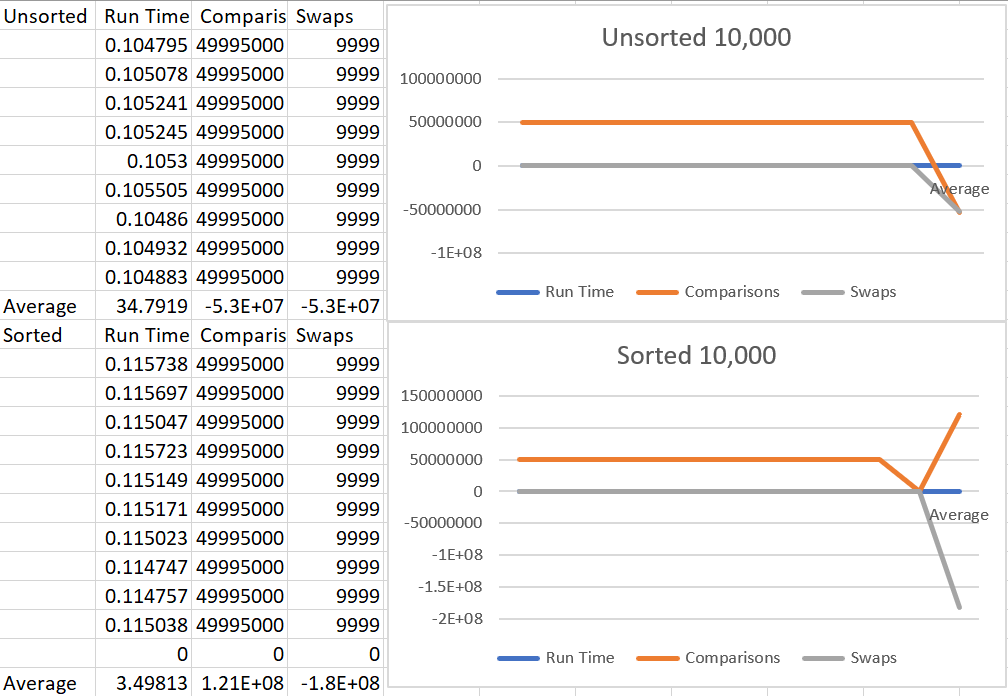 Unsorted Run Time Comparis Swaps
0.104795 49995000 9999
0.105078 49995000 9999
0.105241 49995000 9999
0.105245 49995000 9999
0.1053 49995000 9999
0.105505 49995000 9999
0.10486 49995000 9999
0.104932 49995000 9999
0.104883 49995000 9999
Average 34.7919 -5.3E+07 -5.3E+07
Sorted Run Time Comparis Swaps
0.115738 49995000 9999
0.115697 49995000 9999
0.115047 49995000 9999
0.115723 49995000 9999
0.115149 49995000 9999
0.115171 49995000 9999
0.115023 49995000 9999
0.114747 49995000 9999
0.114757 49995000 9999
0.115038 49995000 9999
0 0 0
Average 3.49813 1.21E+08 -1.8E+08
Unsorted 10,000
100000000
50000000
0
Average
-50000000
-1E+08
Run Time Comparisons Swaps
Sorted 10,000
150000000
100000000
50000000
0
Average
-50000000
-1E+08
-1.5E+08
-2E+08
Run Time Comparisons Swaps